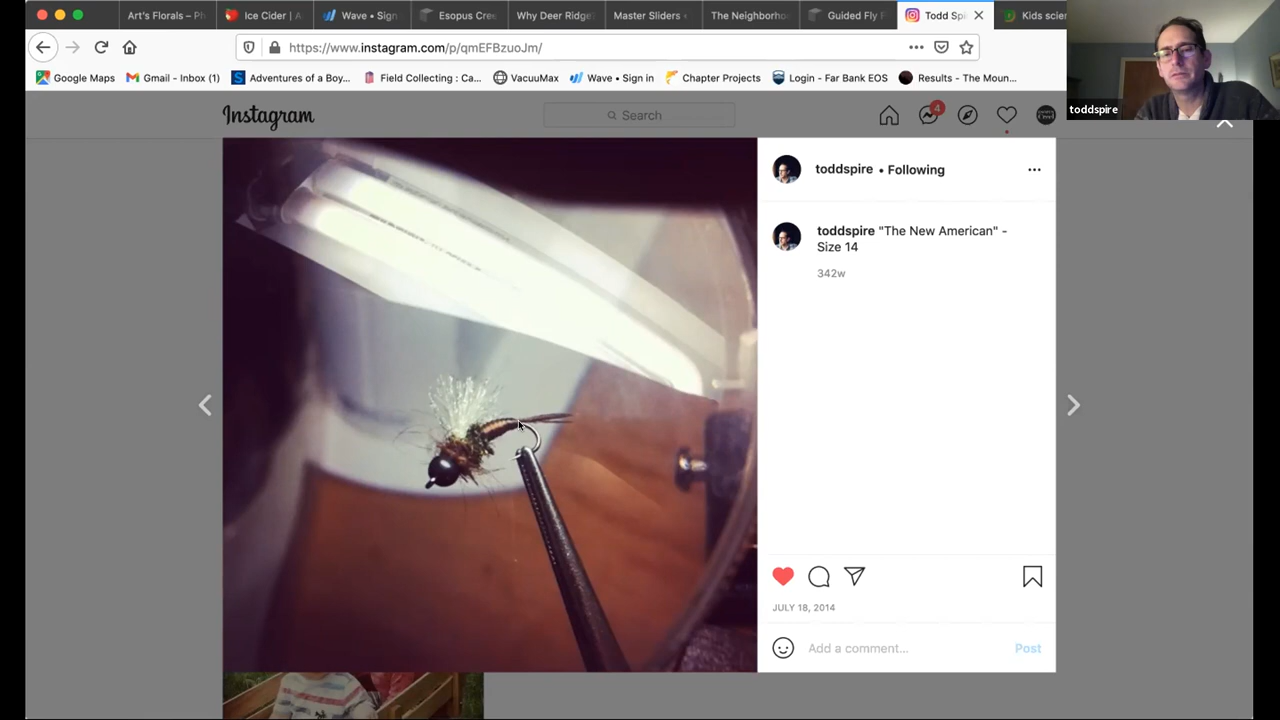 Art's Florals – Ph
Ice Cider | A
Wave • Sign
Esopus Cree
Why Deer Ridge?
Master Sliders •
The Neighborho
Guided Fly F
Todd Spi
Kids scien
https://www.instagram.com/p/qmEFBzuoJm/
Google Maps
Gmail - Inbox (1)
Adventures of a Boy...
Field Collecting : Ca...
VacuuMax
Wave • Sign in
Chapter Projects
Login - Far Bank EOS
Results - The Moun...
toddspire
Instagram
Search
4
toddspire • Following
toddspire "The New American" -
Size 14
342w
JULY 18, 2014
Add a comment...
Post